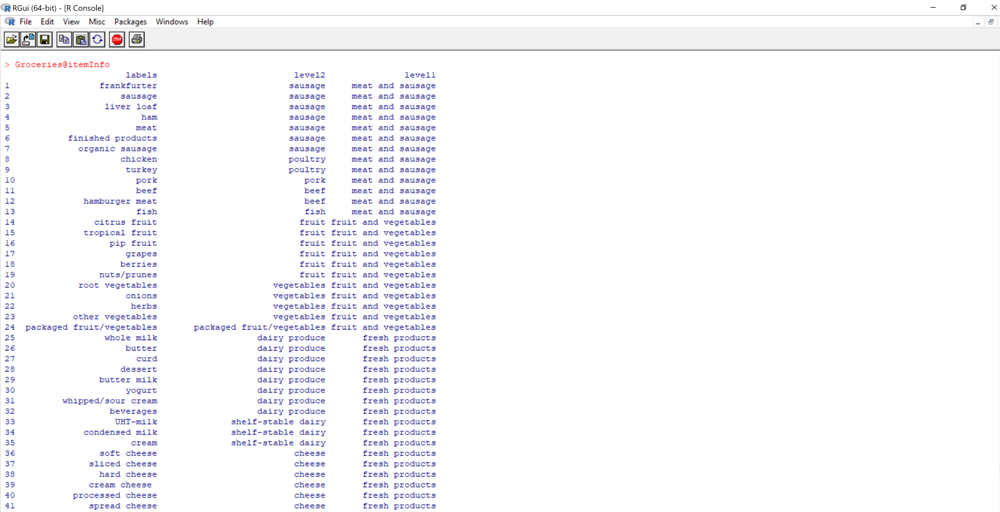 RGui (64-bit) - [R Console]
File Edit View Misc Packages Windows Help
STOP
> Groceries@itemInfo
labels level2 level1
1 frankfurter sausage meat and sausage
2 sausage sausage meat and sausage
3 liver loaf sausage meat and sausage
4 ham sausage meat and sausage
5 meat sausage meat and sausage
6 finished products sausage meat and sausage
7 organic sausage sausage meat and sausage
8 chicken poultry meat and sausage
9 turkey poultry meat and sausage
10 pork pork meat and sausage
11 beef beef meat and sausage
12 hamburger meat beef meat and sausage
13 fish fish meat and sausage
14 citrus fruit fruit fruit and vegetables
15 tropical fruit fruit fruit and vegetables
16 pip fruit fruit fruit and vegetables
17 grapes fruit fruit and vegetables
18 berries fruit fruit and vegetables
19 nuts/prunes fruit fruit and vegetables
20 root vegetables vegetables fruit and vegetables
21 onions vegetables fruit and vegetables
22 herbs vegetables fruit and vegetables
23 other vegetables vegetables fruit and vegetables
24 packaged fruit/vegetables packaged fruit/vegetables fruit and vegetables
25 whole milk dairy produce fresh products
26 butter dairy produce fresh products
27 curd dairy produce fresh products
28 dessert dairy produce fresh products
29 butter milk dairy produce fresh products
30 yogurt dairy produce fresh products
31 whipped/sour cream dairy produce fresh products
32 beverages dairy produce fresh products
33 UHT-milk shelf-stable dairy fresh products
34 condensed milk shelf-stable dairy fresh products
35 cream shelf-stable dairy fresh products
36 soft cheese cheese fresh products
37 sliced cheese cheese fresh products
38 hard cheese cheese fresh products
39 cream cheese cheese fresh products
40 processed cheese cheese fresh products
41 spread cheese cheese fresh products